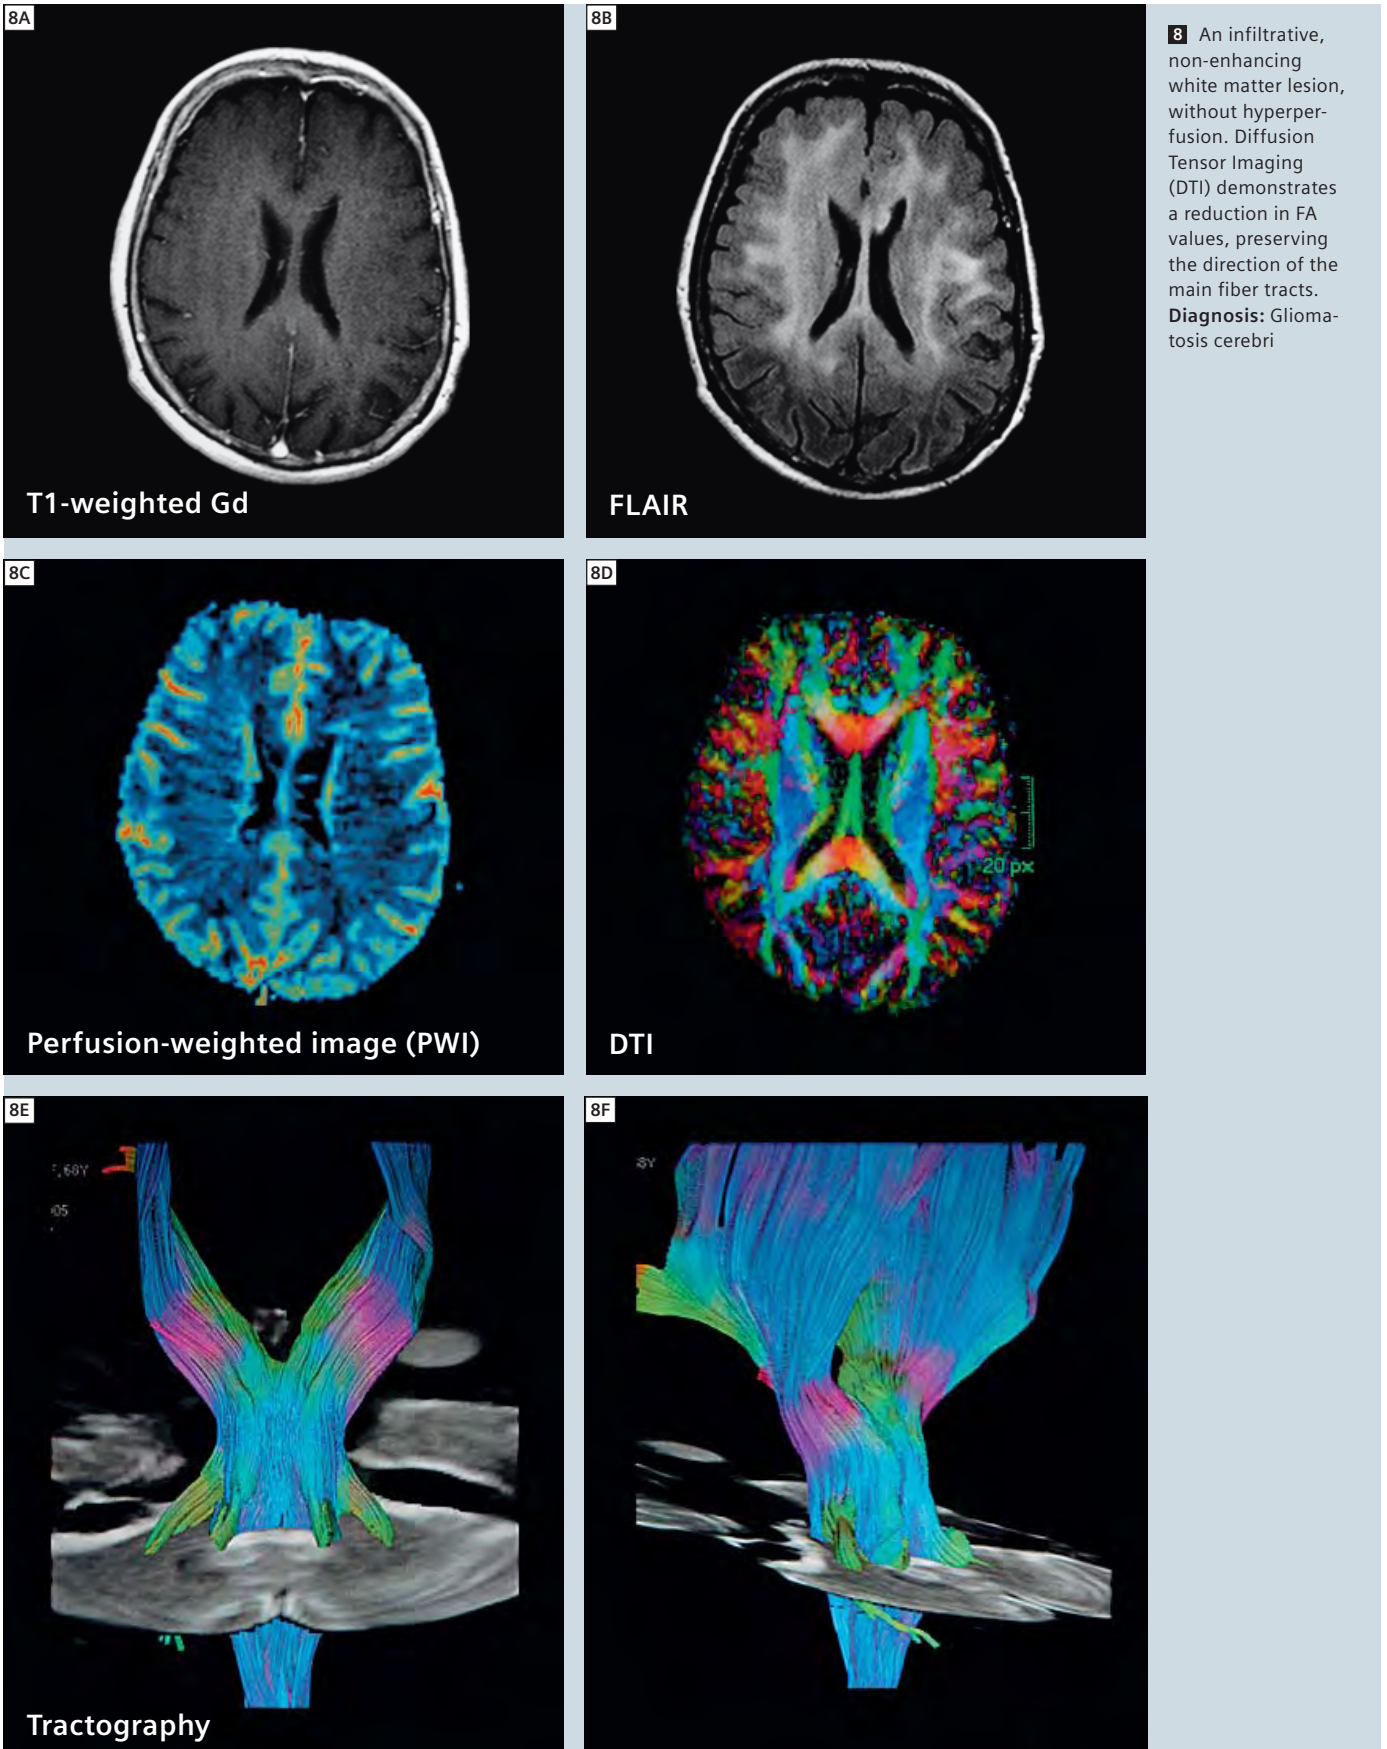 8A
T1-weighted Gd
8B
FLAIR
8 An infiltrative,
non-enhancing
white matter lesion,
without hyperper-
fusion. Diffusion
Tensor Imaging
(DTI) demonstrates
a reduction in FA
values, preserving
the direction of the
main fiber tracts.
Diagnosis: Glioma-
tosis cerebri
8C
Perfusion-weighted image (PWI)
8D
20 px
DTI
8E
68Y
05
Tractography
8F